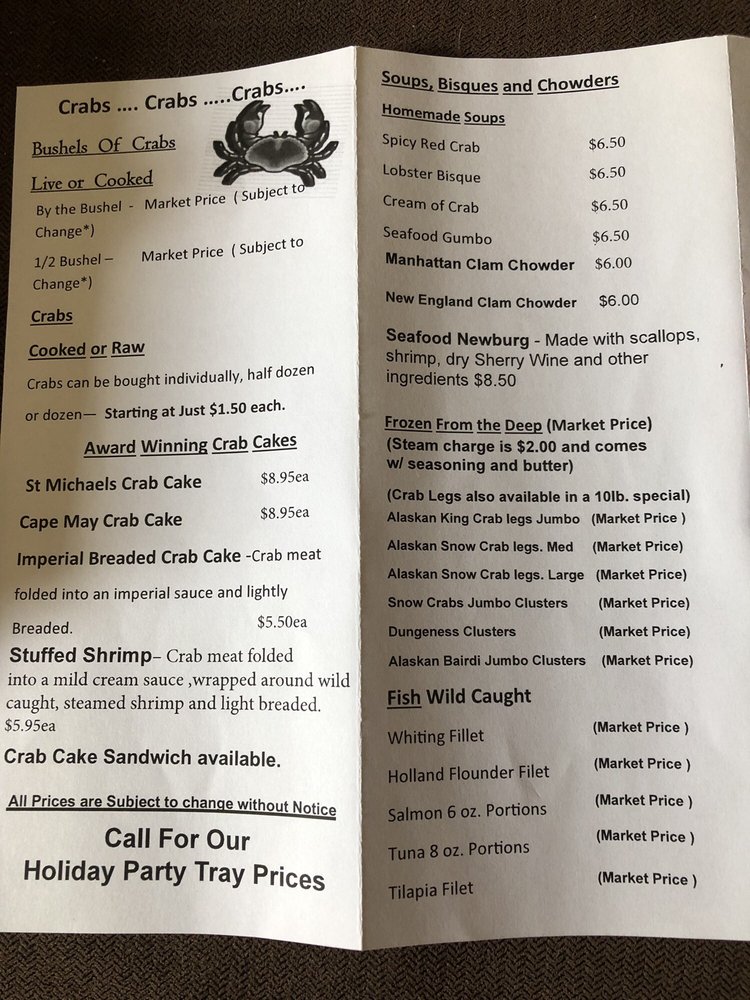 Crabs .... Crabs .....Crabs....
Bushels Of Crabs
Live or Cooked
By the Bushel - Market Price ( Subject to
Change*)
1/2 Bushel – Market Price ( Subject to
Change*)
Crabs
Cooked or Raw
Crabs can be bought individually, half dozen
or dozen— Starting at Just $1.50 each.
Award Winning Crab Cakes
St Michaels Crab Cake $8.95ea
Cape May Crab Cake $8.95ea
Imperial Breaded Crab Cake -Crab meat
folded into an imperial sauce and lightly
Breaded. $5.50ea
Stuffed Shrimp– Crab meat folded
into a mild cream sauce ,wrapped around wild
caught, steamed shrimp and light breaded.
$5.95ea
Crab Cake Sandwich available.
All Prices are Subject to change without Notice
Call For Our
Holiday Party Tray Prices
Soups, Bisques and Chowders
Homemade Soups
Spicy Red Crab $6.50
Lobster Bisque $6.50
Cream of Crab $6.50
Seafood Gumbo $6.50
Manhattan Clam Chowder $6.00
New England Clam Chowder $6.00
Seafood Newburg - Made with scallops,
shrimp, dry Sherry Wine and other
ingredients $8.50
Frozen From the Deep (Market Price)
(Steam charge is $2.00 and comes
w/ seasoning and butter)
(Crab Legs also available in a 10lb. special)
Alaskan King Crab legs Jumbo (Market Price )
Alaskan Snow Crab legs. Med (Market Price)
Alaskan Snow Crab legs. Large (Market Price)
Snow Crabs Jumbo Clusters (Market Price)
Dungeness Clusters (Market Price)
Alaskan Bairdi Jumbo Clusters (Market Price)
Fish Wild Caught
Whiting Fillet (Market Price )
Holland Flounder Filet (Market Price )
Salmon 6 oz. Portions (Market Price )
Tuna 8 oz. Portions (Market Price )
Tilapia Filet (Market Price )